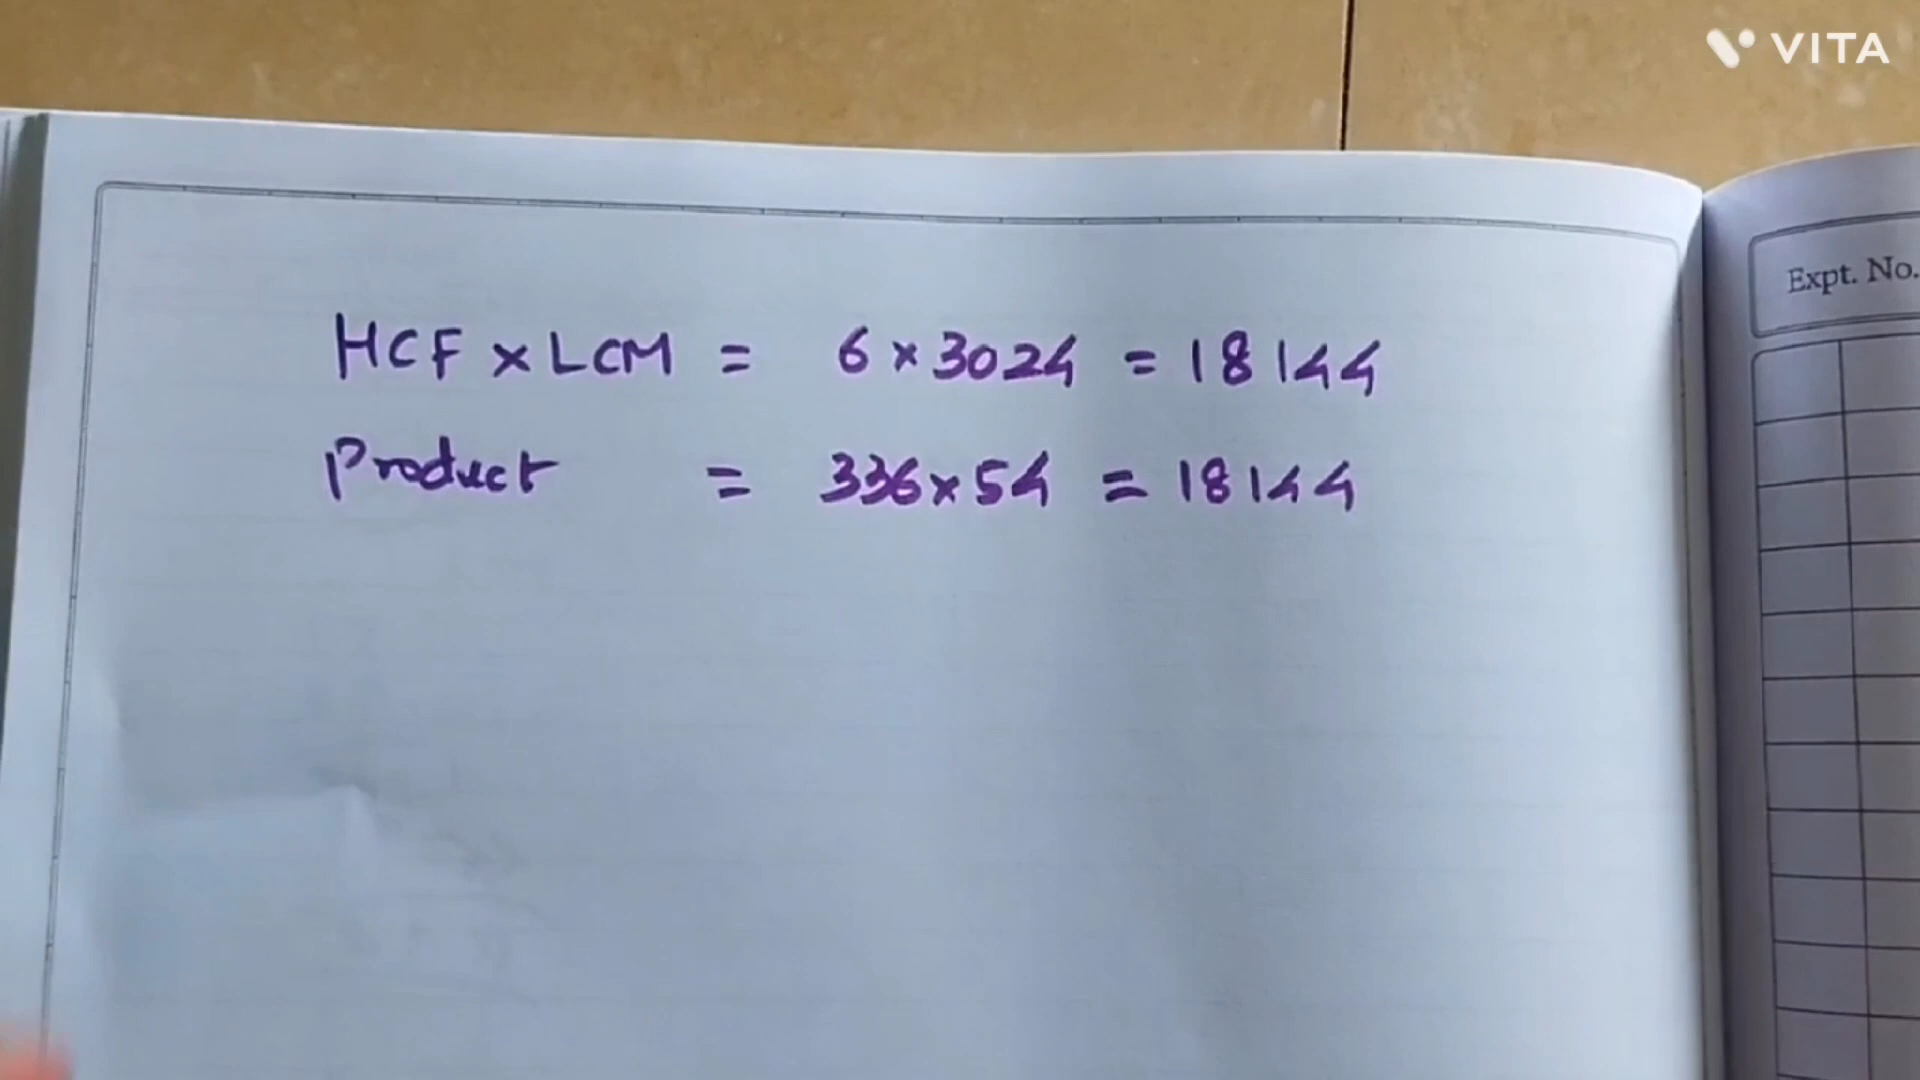 VITA
Expt. No.
HCF × LCM = 6 × 3024 = 18144
Product = 336 × 54 = 18144